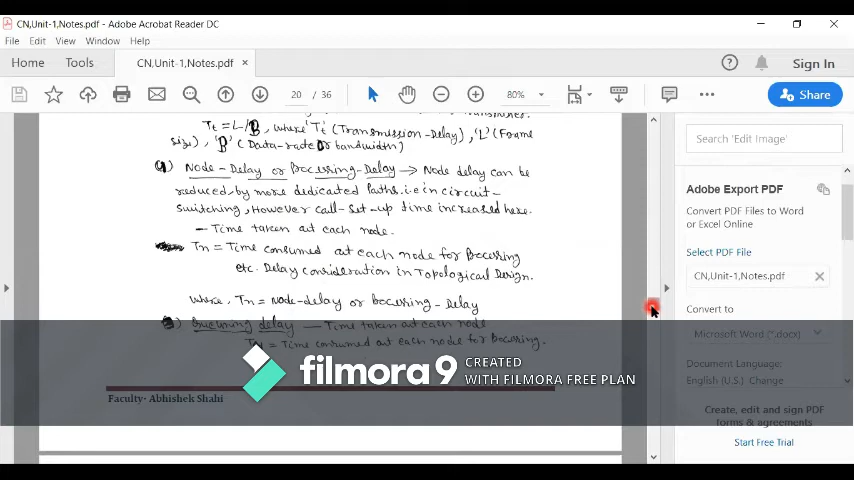 CN,Unit-1,Notes.pdf - Adobe Acrobat Reader DC
File Edit View Window Help
Home Tools CN,Unit-1,Notes.pdf × Sign In
20 / 36 80% Share
Tt = L/B, where 'Tt' (Transmission-Delay), 'L' (Frame
size), 'B' (Data-rate or bandwidth)
(4) Node-Delay or Processing-Delay → Node delay can be
reduced by more dedicated paths i.e in circuit-
switching, However call-set-up time increased here.
- Time taken at each node.
Tn = Time consumed at each node for Processing
etc. Delay consideration in Topological Design.
where, Tn = Node-delay or Processing-Delay
delay — Time taken at each node
= Time consumed at each node for Processing.
Faculty- Abhishek Shahi
filmora9 CREATED
WITH FILMORA FREE PLAN
Search 'Edit Image'
Adobe Export PDF
Convert PDF Files to Word
or Excel Online
Select PDF File
CN,Unit-1,Notes.pdf
Convert to
Microsoft Word (*.docx)
Document Language:
English (U.S.) Change
Create, edit and sign PDF
forms & agreements
Start Free Trial